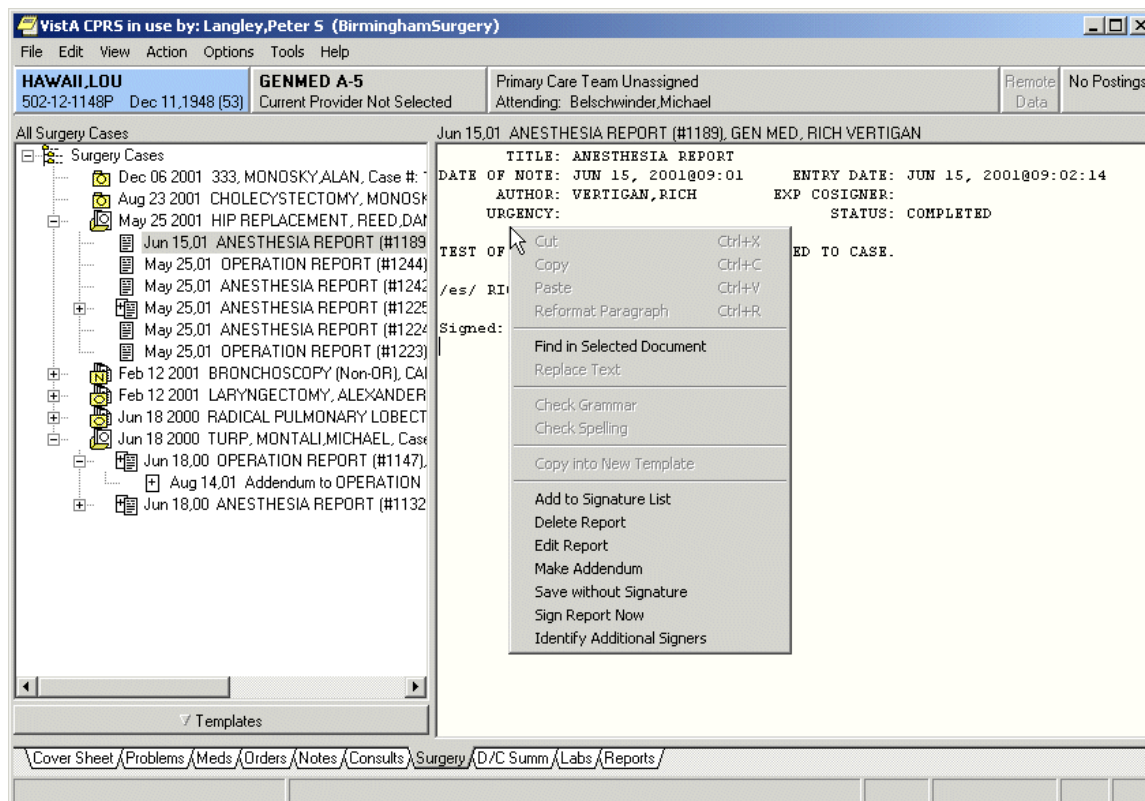 VistA CPRS in use by: Langley,Peter S (BirminghamSurgery)
File Edit View Action Options Tools Help
HAWAII,LOU
502-12-1148P Dec 11,1948 (53)
GENMED A-5
Current Provider Not Selected
Primary Care Team Unassigned
Attending: Belschwinder,Michael
Remote
Data
No Postings
All Surgery Cases
Surgery Cases
Dec 06 2001 333, MONOSKY,ALAN, Case #:
Aug 23 2001 CHOLECYSTECTOMY, MONOSK
May 25 2001 HIP REPLACEMENT, REED,DA
Jun 15,01 ANESTHESIA REPORT (#1189
May 25,01 OPERATION REPORT (#1244)
May 25,01 ANESTHESIA REPORT (#1242
May 25,01 ANESTHESIA REPORT (#1225
May 25,01 ANESTHESIA REPORT (#1224
May 25,01 OPERATION REPORT (#1223)
Feb 12 2001 BRONCHOSCOPY (Non-OR), CA
Feb 12 2001 LARYNGECTOMY, ALEXANDER
Jun 18 2000 RADICAL PULMONARY LOBECT
Jun 18 2000 TURP, MONTALI,MICHAEL, Case
Jun 18,00 OPERATION REPORT (#1147),
Aug 14,01 Addendum to OPERATION
Jun 18,00 ANESTHESIA REPORT (#1132
Templates
Jun 15,01 ANESTHESIA REPORT (#1189), GEN MED, RICH VERTIGAN
TITLE: ANESTHESIA REPORT
DATE OF NOTE: JUN 15, 2001@09:01 ENTRY DATE: JUN 15, 2001@09:02:14
AUTHOR: VERTIGAN,RICH EXP COSIGNER:
URGENCY: STATUS: COMPLETED
TEST OF ED TO CASE.
/es/ RI
Signed:
Cut Ctrl+X
Copy Ctrl+C
Paste Ctrl+V
Reformat Paragraph Ctrl+R
Find in Selected Document
Replace Text
Check Grammar
Check Spelling
Copy into New Template
Add to Signature List
Delete Report
Edit Report
Make Addendum
Save without Signature
Sign Report Now
Identify Additional Signers
Cover Sheet Problems Meds Orders Notes Consults Surgery D/C Summ Labs Reports